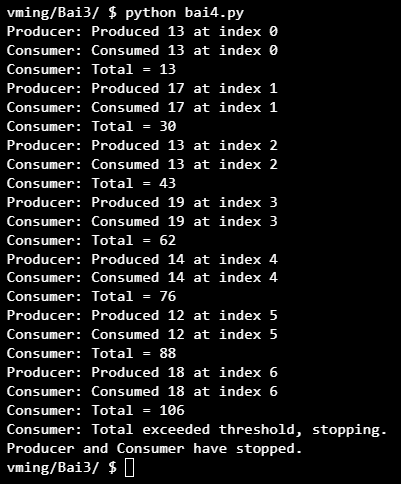 vming/Bai3/ $ python bai4.py
Producer: Produced 13 at index 0
Consumer: Consumed 13 at index 0
Consumer: Total = 13
Producer: Produced 17 at index 1
Consumer: Consumed 17 at index 1
Consumer: Total = 30
Producer: Produced 13 at index 2
Consumer: Consumed 13 at index 2
Consumer: Total = 43
Producer: Produced 19 at index 3
Consumer: Consumed 19 at index 3
Consumer: Total = 62
Producer: Produced 14 at index 4
Consumer: Consumed 14 at index 4
Consumer: Total = 76
Producer: Produced 12 at index 5
Consumer: Consumed 12 at index 5
Consumer: Total = 88
Producer: Produced 18 at index 6
Consumer: Consumed 18 at index 6
Consumer: Total = 106
Consumer: Total exceeded threshold, stopping.
Producer and Consumer have stopped.
vming/Bai3/ $